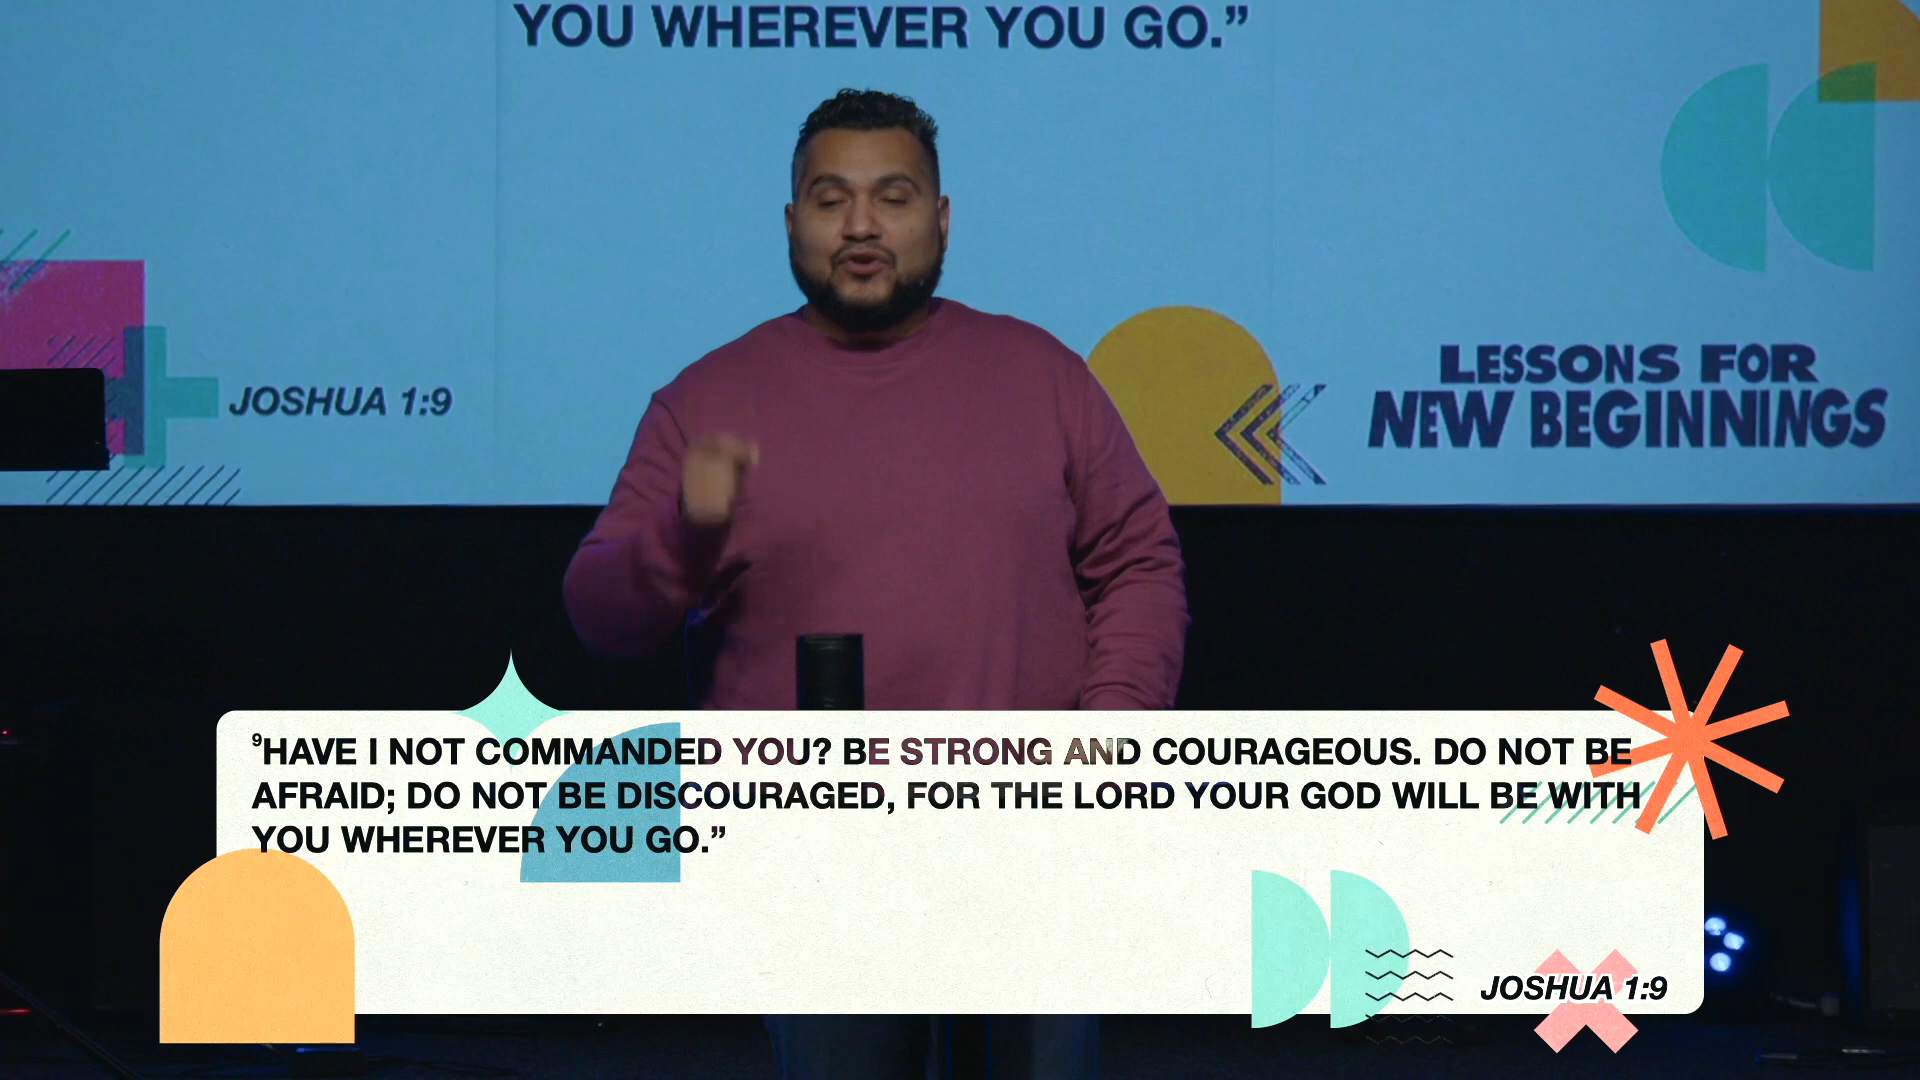 YOU WHEREVER YOU GO.”
JOSHUA 1:9
LESSONS FOR
NEW BEGINNINGS
⁹HAVE I NOT COMMANDED YOU? BE STRONG AND COURAGEOUS. DO NOT BE
AFRAID; DO NOT BE DISCOURAGED, FOR THE LORD YOUR GOD WILL BE WITH
YOU WHEREVER YOU GO.”
JOSHUA 1:9